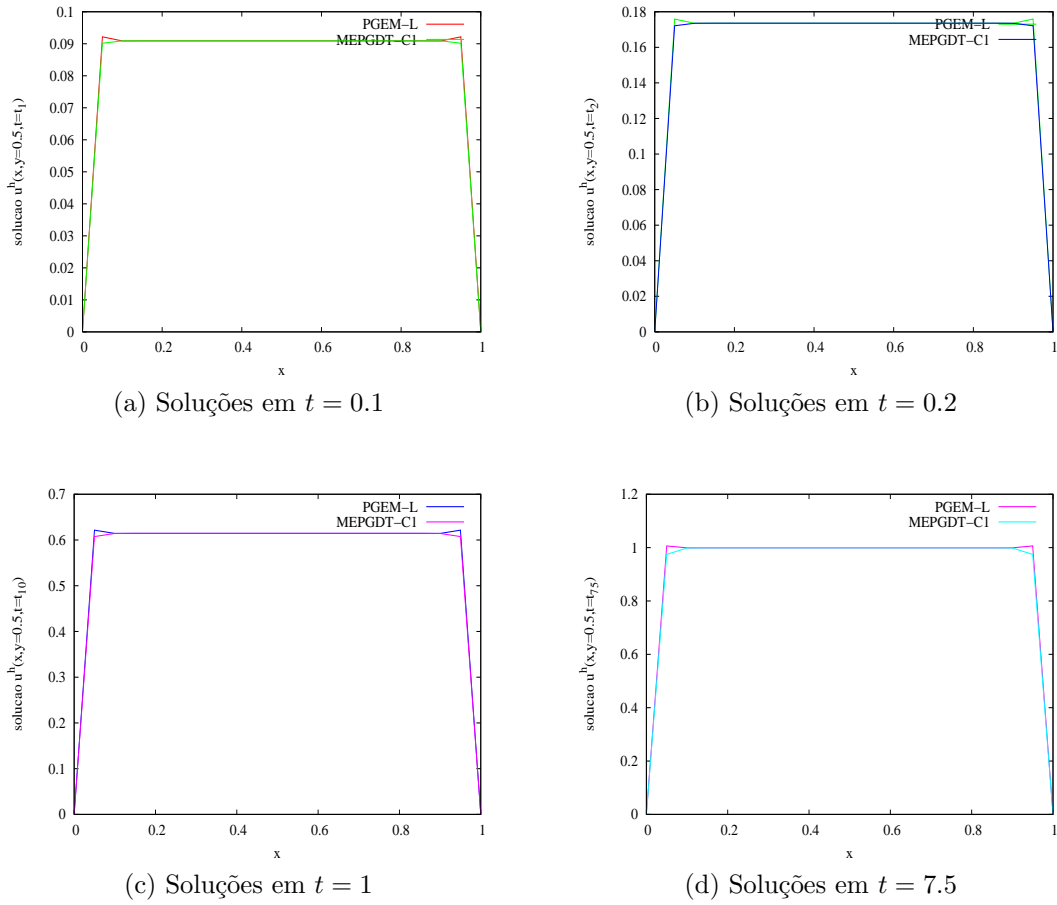 0.1
0.09
0.08
0.07
0.06
0.05
0.04
0.03
0.02
0.01
0
0 0.2 0.4 0.6 0.8 1
x
solucao u^h(x,y=0.5,t=t_1)
PGEM-L
MEPGDT-C1
(a) Soluções em t = 0.1
0.18
0.16
0.14
0.12
0.1
0.08
0.06
0.04
0.02
0
0 0.2 0.4 0.6 0.8 1
x
solucao u^h(x,y=0.5,t=t_2)
PGEM-L
MEPGDT-C1
(b) Soluções em t = 0.2
0.7
0.6
0.5
0.4
0.3
0.2
0.1
0
0 0.2 0.4 0.6 0.8 1
x
solucao u^h(x,y=0.5,t=t_10)
PGEM-L
MEPGDT-C1
(c) Soluções em t = 1
1.2
1
0.8
0.6
0.4
0.2
0
0 0.2 0.4 0.6 0.8 1
x
solucao u^h(x,y=0.5,t=t_75)
PGEM-L
MEPGDT-C1
(d) Soluções em t = 7.5